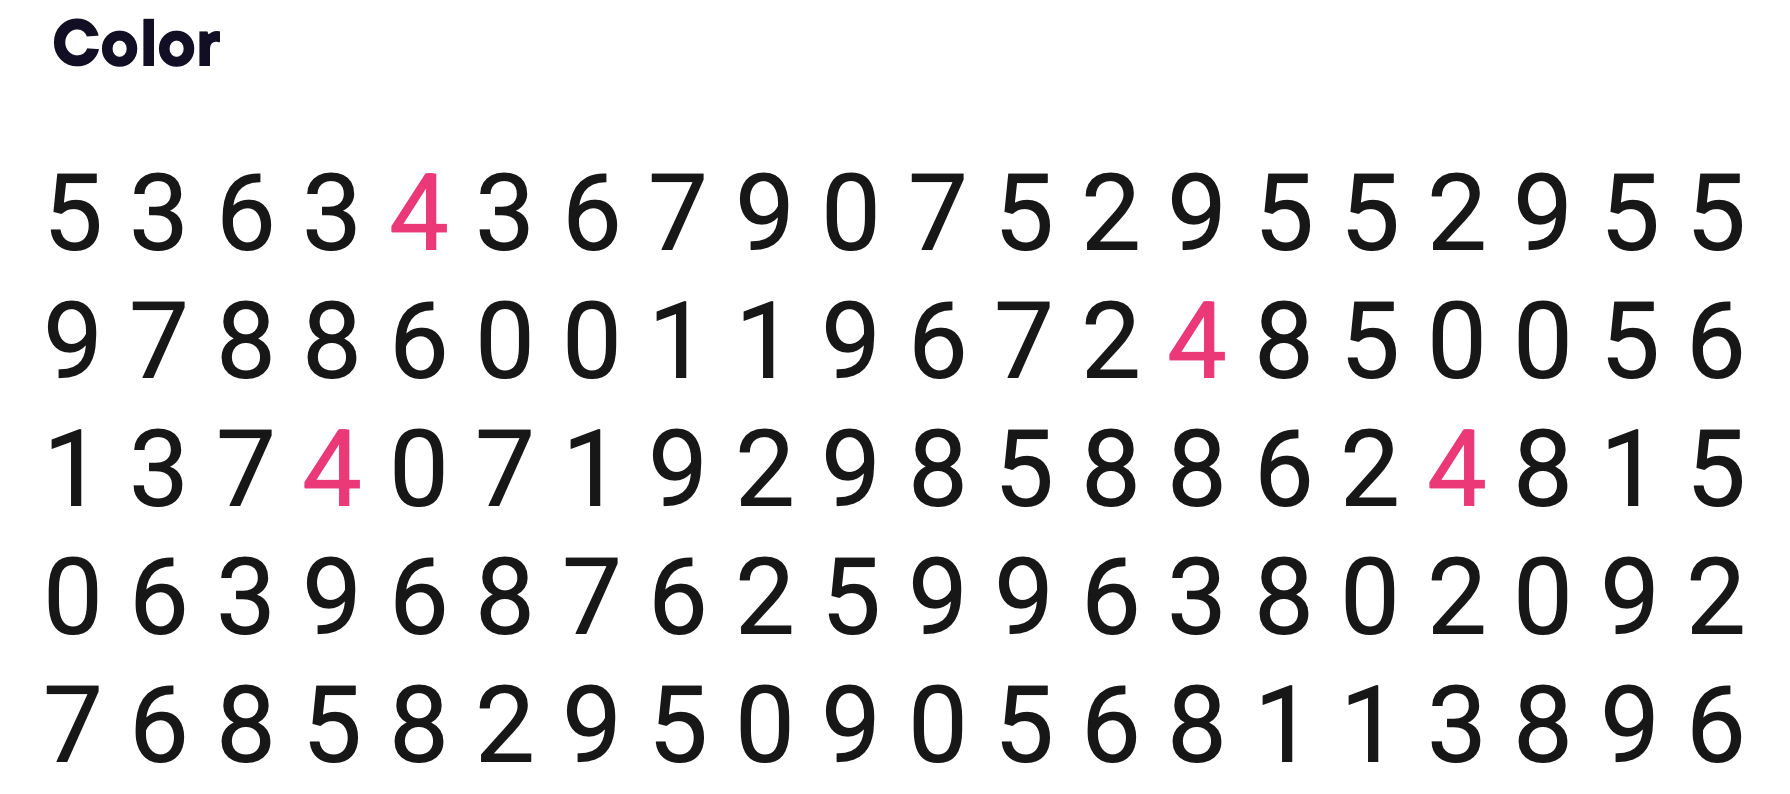 Color
5 3 6 3 4 3 6 7 9 0 7 5 2 9 5 5 2 9 5 5
9 7 8 8 6 0 0 1 1 9 6 7 2 4 8 5 0 0 5 6
1 3 7 4 0 7 1 9 2 9 8 5 8 8 6 2 4 8 1 5
0 6 3 9 6 8 7 6 2 5 9 9 6 3 8 0 2 0 9 2
7 6 8 5 8 2 9 5 0 9 0 5 6 8 1 1 3 8 9 6